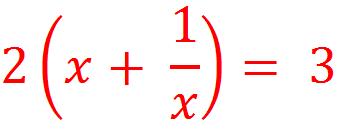 2(x + 1/x) = 3